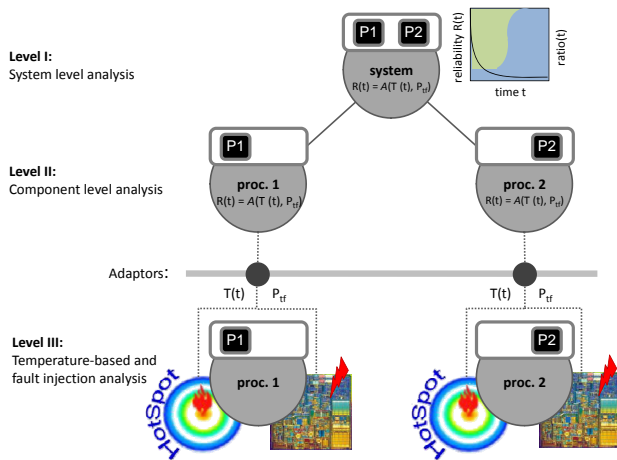 P1 P2
Level I:
System level analysis
system
R(t) = A(T (t), Ptf)
reliability R(t)
ratio(t)
time t
P1
P2
Level II:
Component level analysis
proc. 1
R(t) = A(T (t), Ptf)
proc. 2
R(t) = A(T (t), Ptf)
Adaptors:
T(t) Ptf
T(t) Ptf
Level III:
Temperature-based and
fault injection analysis
P1
P2
proc. 1
proc. 2
HotSpot
HotSpot